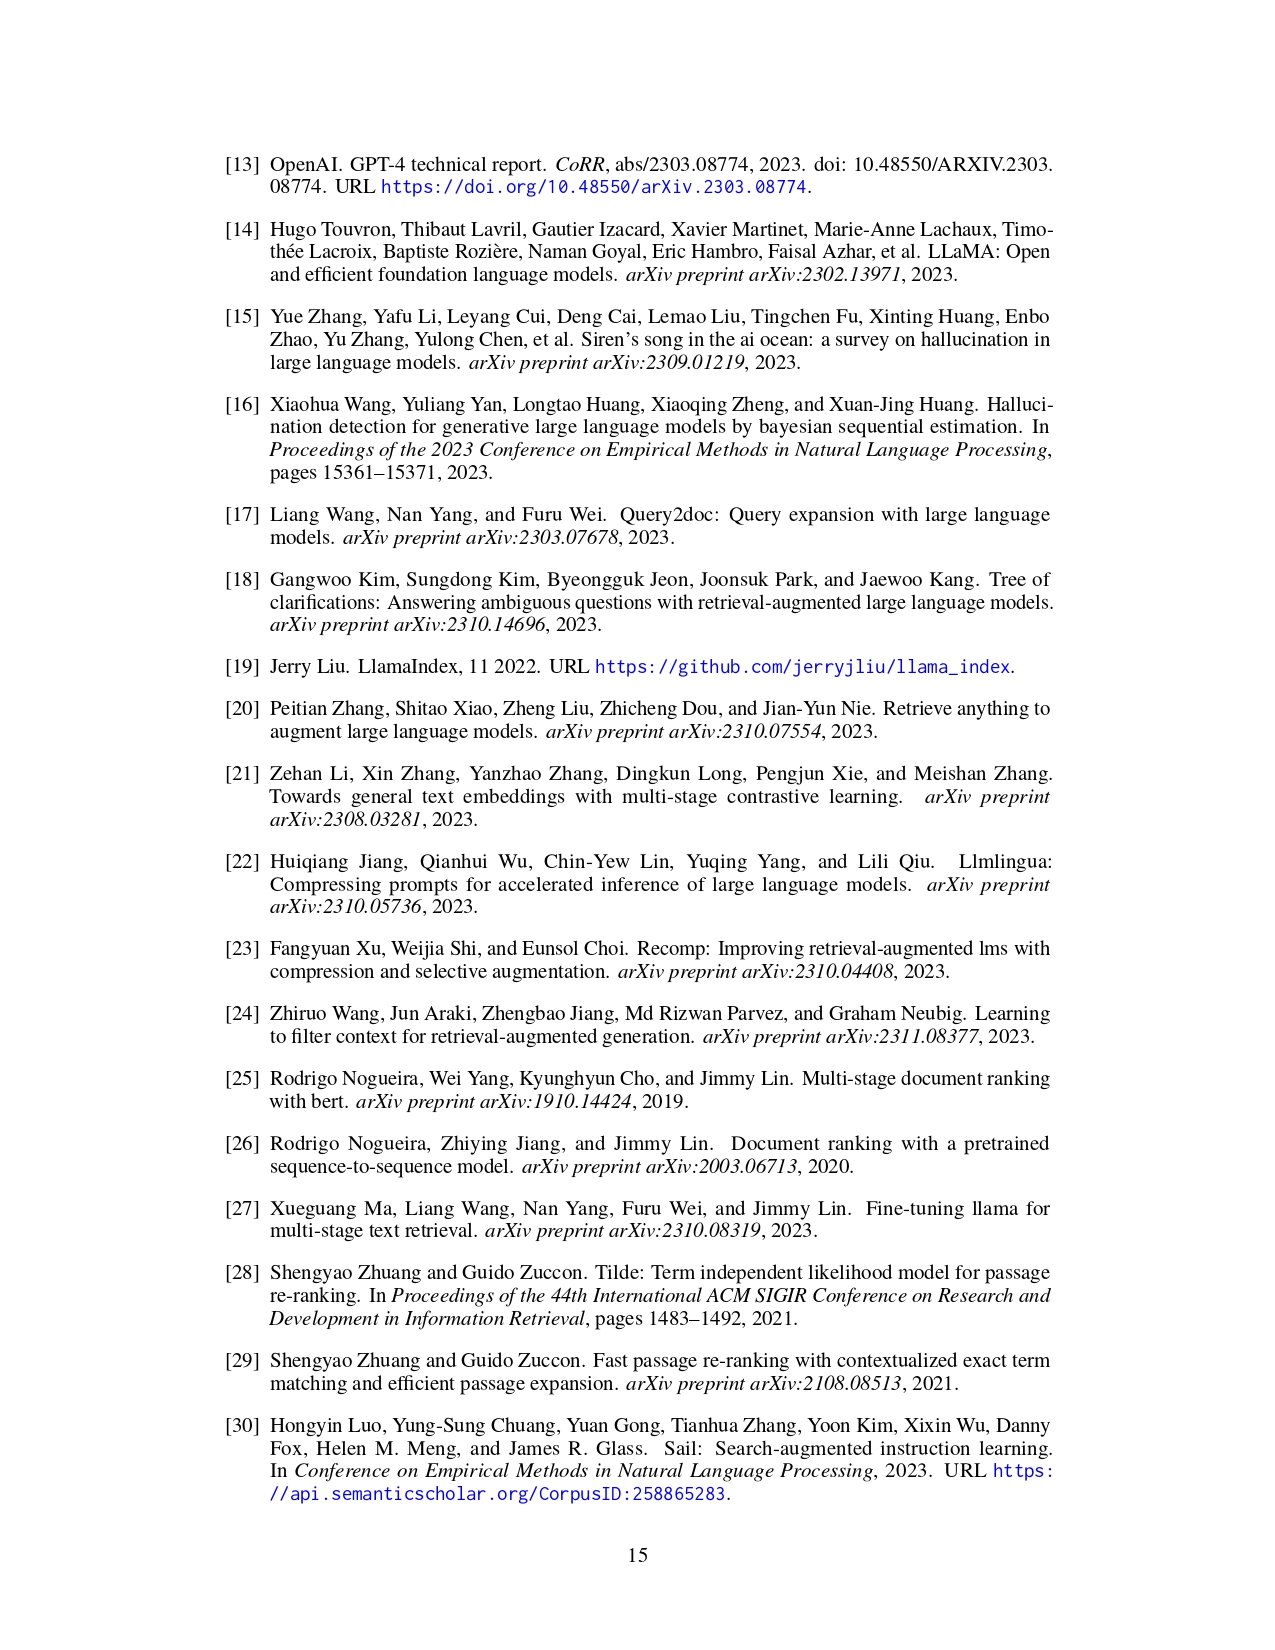 [13] OpenAI. GPT-4 technical report. CoRR, abs/2303.08774, 2023. doi: 10.48550/ARXIV.2303.
08774. URL https://doi.org/10.48550/arXiv.2303.08774.
[14] Hugo Touvron, Thibaut Lavril, Gautier Izacard, Xavier Martinet, Marie-Anne Lachaux, Timo-
thée Lacroix, Baptiste Rozière, Naman Goyal, Eric Hambro, Faisal Azhar, et al. LLaMA: Open
and efficient foundation language models. arXiv preprint arXiv:2302.13971, 2023.
[15] Yue Zhang, Yafu Li, Leyang Cui, Deng Cai, Lemao Liu, Tingchen Fu, Xinting Huang, Enbo
Zhao, Yu Zhang, Yulong Chen, et al. Siren's song in the ai ocean: a survey on hallucination in
large language models. arXiv preprint arXiv:2309.01219, 2023.
[16] Xiaohua Wang, Yuliang Yan, Longtao Huang, Xiaoqing Zheng, and Xuan-Jing Huang. Halluci-
nation detection for generative large language models by bayesian sequential estimation. In
Proceedings of the 2023 Conference on Empirical Methods in Natural Language Processing,
pages 15361–15371, 2023.
[17] Liang Wang, Nan Yang, and Furu Wei. Query2doc: Query expansion with large language
models. arXiv preprint arXiv:2303.07678, 2023.
[18] Gangwoo Kim, Sungdong Kim, Byeongguk Jeon, Joonsuk Park, and Jaewoo Kang. Tree of
clarifications: Answering ambiguous questions with retrieval-augmented large language models.
arXiv preprint arXiv:2310.14696, 2023.
[19] Jerry Liu. LlamaIndex, 11 2022. URL https://github.com/jerryjliu/llama_index.
[20] Peitian Zhang, Shitao Xiao, Zheng Liu, Zhicheng Dou, and Jian-Yun Nie. Retrieve anything to
augment large language models. arXiv preprint arXiv:2310.07554, 2023.
[21] Zehan Li, Xin Zhang, Yanzhao Zhang, Dingkun Long, Pengjun Xie, and Meishan Zhang.
Towards general text embeddings with multi-stage contrastive learning. arXiv preprint
arXiv:2308.03281, 2023.
[22] Huiqiang Jiang, Qianhui Wu, Chin-Yew Lin, Yuqing Yang, and Lili Qiu. Llmlingua:
Compressing prompts for accelerated inference of large language models. arXiv preprint
arXiv:2310.05736, 2023.
[23] Fangyuan Xu, Weijia Shi, and Eunsol Choi. Recomp: Improving retrieval-augmented lms with
compression and selective augmentation. arXiv preprint arXiv:2310.04408, 2023.
[24] Zhiruo Wang, Jun Araki, Zhengbao Jiang, Md Rizwan Parvez, and Graham Neubig. Learning
to filter context for retrieval-augmented generation. arXiv preprint arXiv:2311.08377, 2023.
[25] Rodrigo Nogueira, Wei Yang, Kyunghyun Cho, and Jimmy Lin. Multi-stage document ranking
with bert. arXiv preprint arXiv:1910.14424, 2019.
[26] Rodrigo Nogueira, Zhiying Jiang, and Jimmy Lin. Document ranking with a pretrained
sequence-to-sequence model. arXiv preprint arXiv:2003.06713, 2020.
[27] Xueguang Ma, Liang Wang, Nan Yang, Furu Wei, and Jimmy Lin. Fine-tuning llama for
multi-stage text retrieval. arXiv preprint arXiv:2310.08319, 2023.
[28] Shengyao Zhuang and Guido Zuccon. Tilde: Term independent likelihood model for passage
re-ranking. In Proceedings of the 44th International ACM SIGIR Conference on Research and
Development in Information Retrieval, pages 1483–1492, 2021.
[29] Shengyao Zhuang and Guido Zuccon. Fast passage re-ranking with contextualized exact term
matching and efficient passage expansion. arXiv preprint arXiv:2108.08513, 2021.
[30] Hongyin Luo, Yung-Sung Chuang, Yuan Gong, Tianhua Zhang, Yoon Kim, Xixin Wu, Danny
Fox, Helen M. Meng, and James R. Glass. Sail: Search-augmented instruction learning.
In Conference on Empirical Methods in Natural Language Processing, 2023. URL https:
//api.semanticscholar.org/CorpusID:258865283.
15